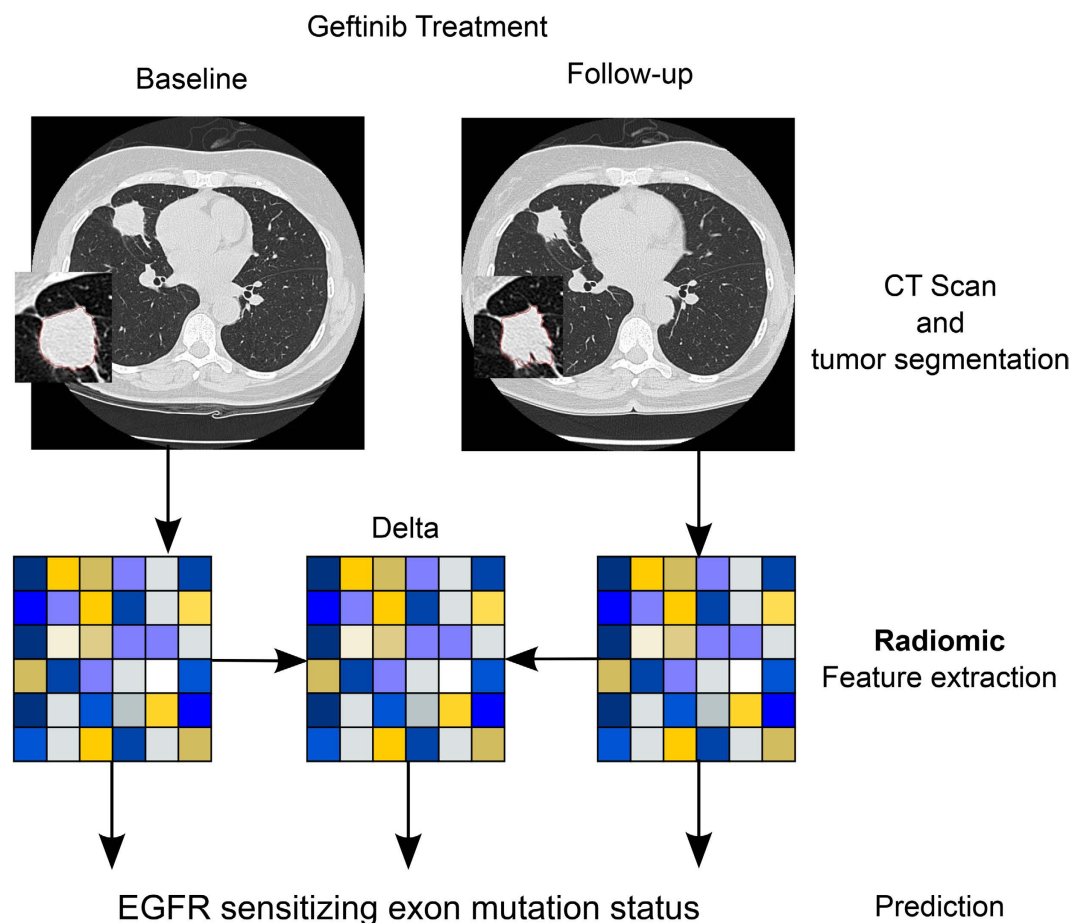 Geftinib Treatment
Baseline
Follow-up
CT Scan
and
tumor segmentation
Delta
Radiomic
Feature extraction
EGFR sensitizing exon mutation status
Prediction